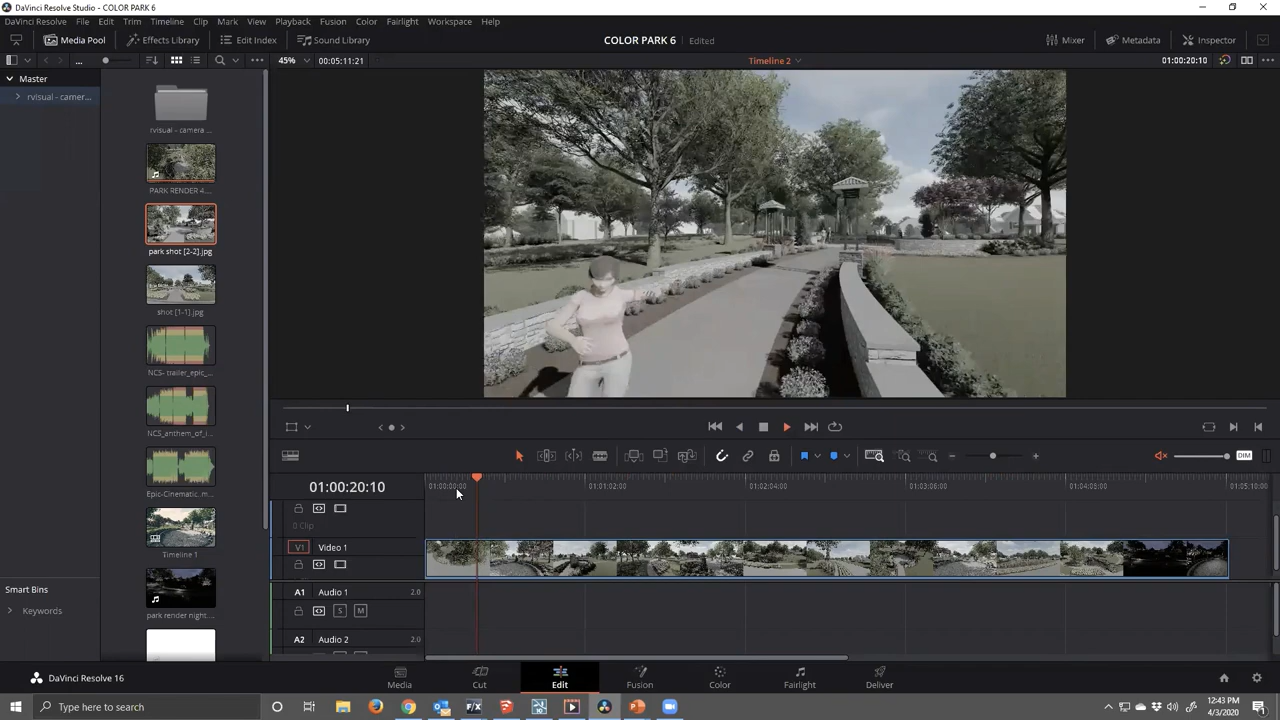 DaVinci Resolve Studio - COLOR PARK 6
DaVinci Resolve File Edit Trim Timeline Clip Mark View Playback Fusion Color Fairlight Workspace Help
Media Pool Effects Library Edit Index Sound Library COLOR PARK 6 Edited Mixer Metadata Inspector
... 45% 00:05:11:21 Timeline 2 01:00:20:10
Master
rvisual - camer...
rvisual - camera ...
PARK RENDER 4....
park shot [2-2].jpg
shot [1-1].jpg
NCS- trailer_epic_...
NCS_anthem_of_i...
Epic-Cinematic .m...
Timeline 1
park render night...
Smart Bins
Keywords
DIM
01:00:20:10
01:00:00:00 01:01:02:00 01:02:04:00 01:03:06:00 01:04:08:00 01:05:10:00
0 Clip
V1 Video 1
A1 Audio 1 2.0
S M
A2 Audio 2 2.0
DaVinci Resolve 16
Media Cut Edit Fusion Color Fairlight Deliver
Type here to search
12:43 PM
4/3/2020